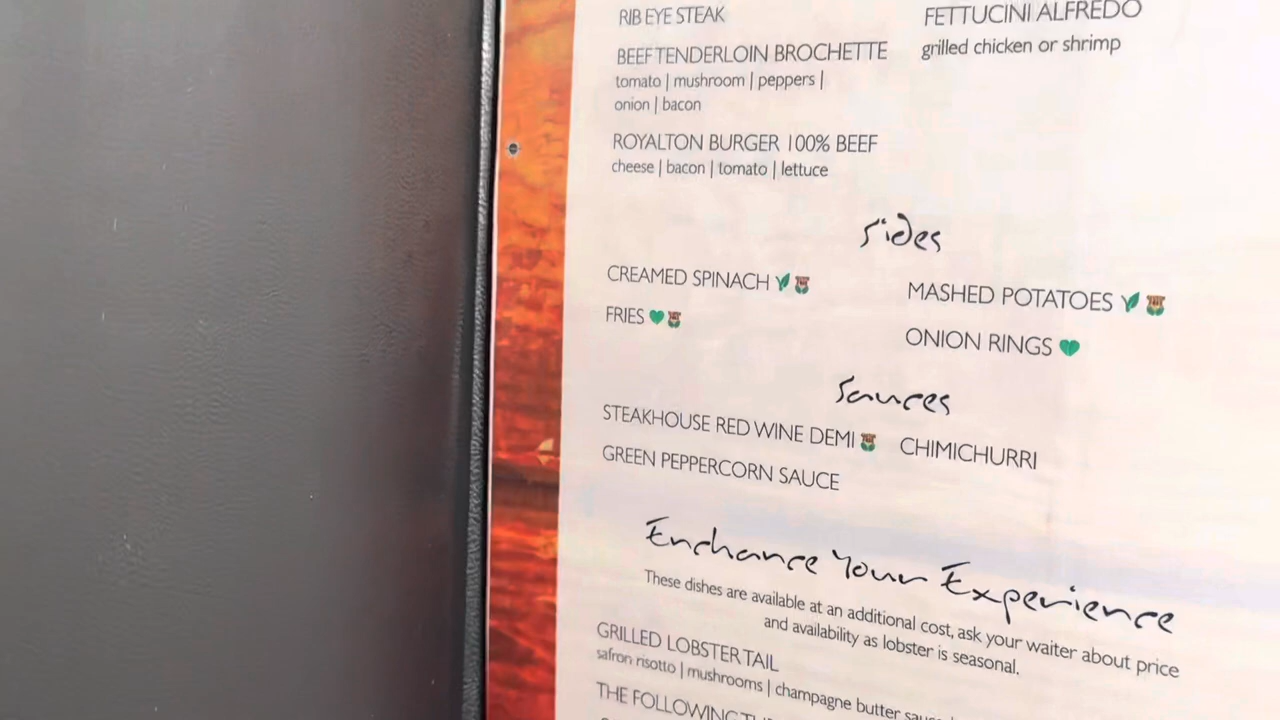 RIB EYE STEAK
BEEF TENDERLOIN BROCHETTE
tomato | mushroom | peppers |
onion | bacon
ROYALTON BURGER 100% BEEF
cheese | bacon | tomato | lettuce
FETTUCINI ALFREDO
grilled chicken or shrimp
Sides
CREAMED SPINACH
FRIES
MASHED POTATOES
ONION RINGS
Sauces
STEAKHOUSE RED WINE DEMI
GREEN PEPPERCORN SAUCE
CHIMICHURRI
Enchance Your Experience
These dishes are available at an additional cost, ask your waiter about price
and availability as lobster is seasonal.
GRILLED LOBSTER TAIL
safron risotto | mushrooms | champagne butter
THE FOLLOWING